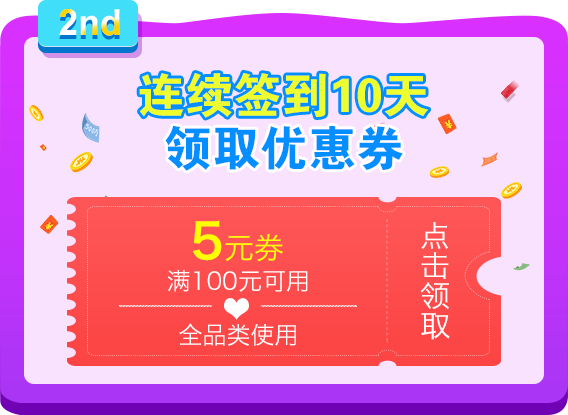 2nd
连续签到10天
领取优惠券
5元券
满100元可用
全品类使用
点击领取